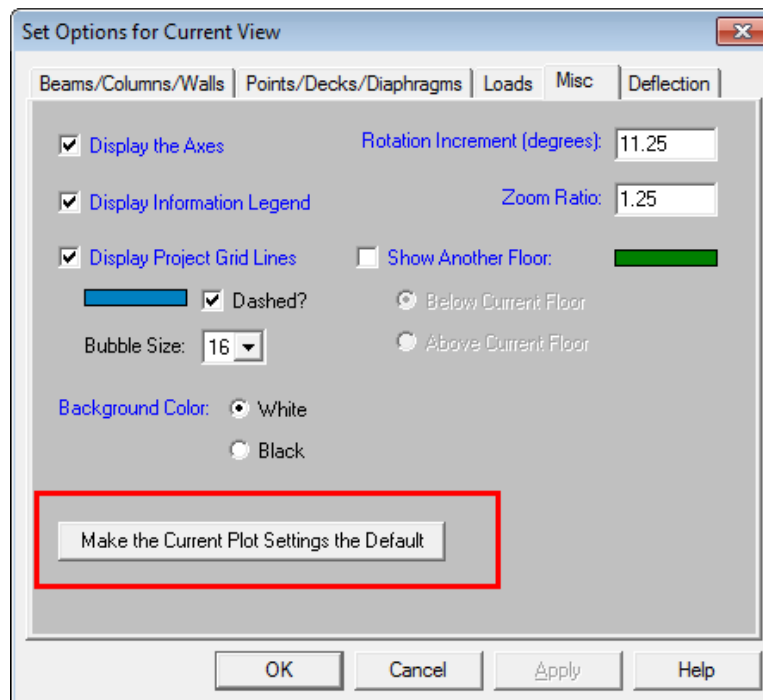 Set Options for Current View
Beams/Columns/Walls Points/Decks/Diaphragms Loads Misc Deflection
Display the Axes Rotation Increment (degrees): 11.25
Display Information Legend Zoom Ratio: 1.25
Display Project Grid Lines Show Another Floor:
Dashed? Below Current Floor
Bubble Size: 16 Above Current Floor
Background Color: White
Black
Make the Current Plot Settings the Default
OK Cancel Apply Help